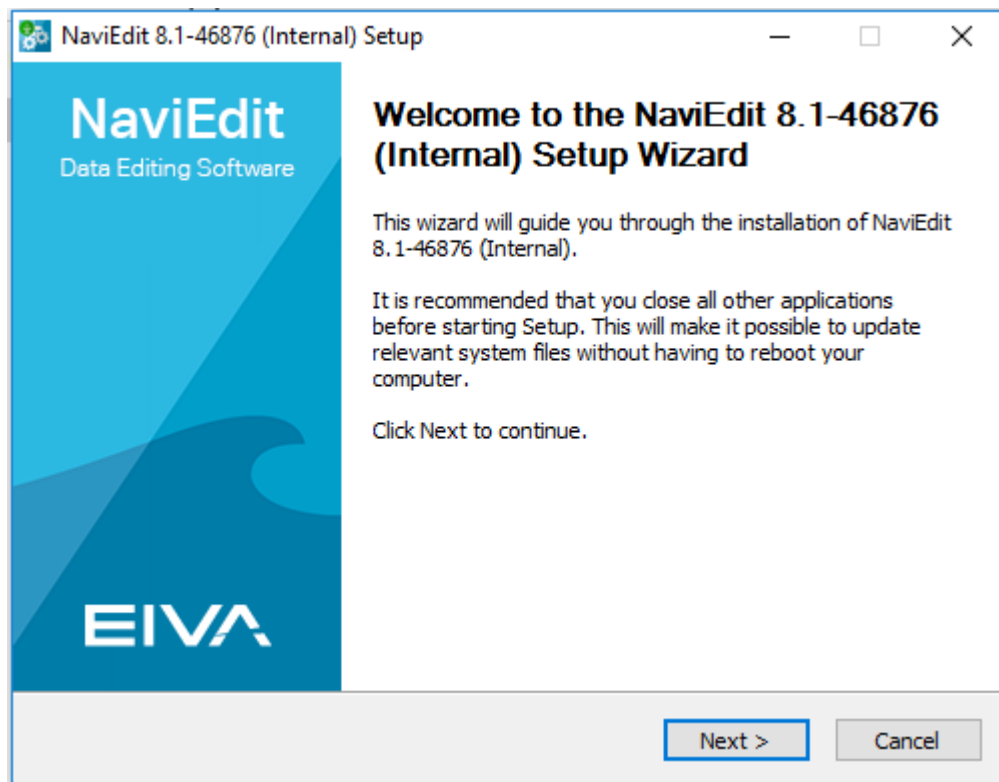 NaviEdit 8.1-46876 (Internal) Setup
NaviEdit
Data Editing Software
Welcome to the NaviEdit 8.1-46876
(Internal) Setup Wizard
This wizard will guide you through the installation of NaviEdit
8.1-46876 (Internal).
It is recommended that you close all other applications
before starting Setup. This will make it possible to update
relevant system files without having to reboot your
computer.
Click Next to continue.
EIVA
Next >
Cancel